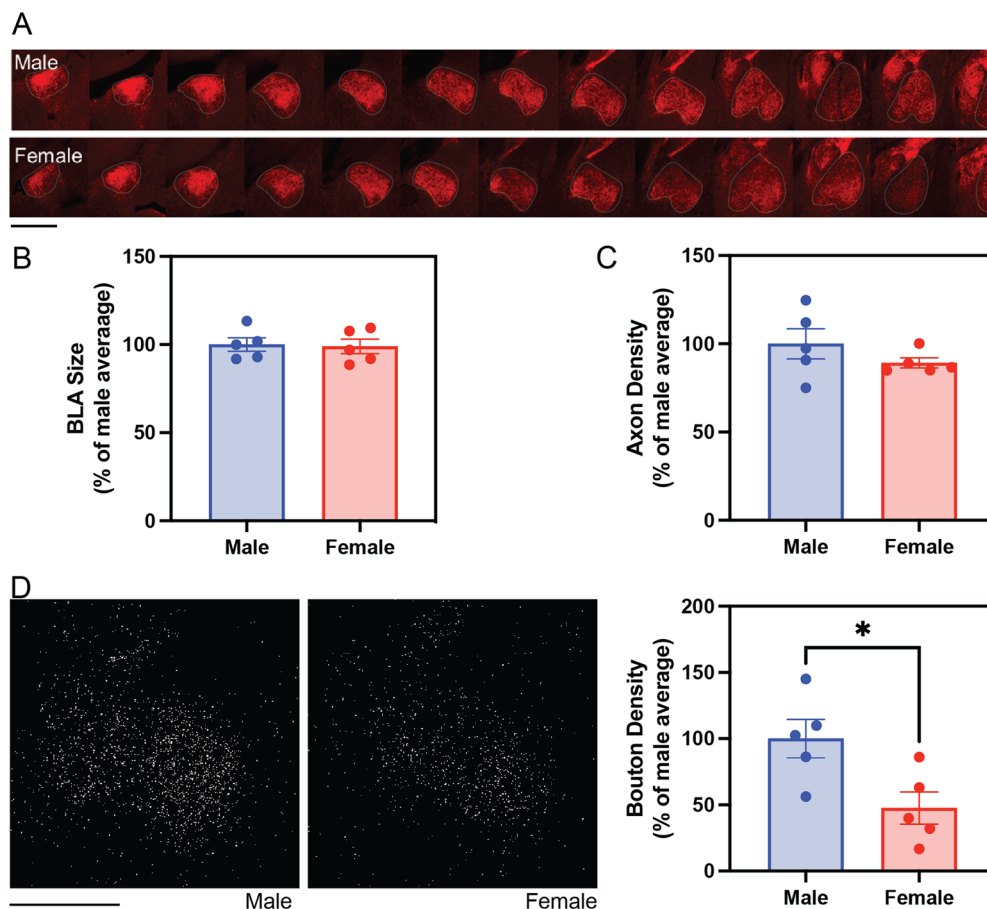 A
Male
Female
A
B
150
100
50
0
BLA Size
(% of male averaage)
Male
Female
C
150
100
50
0
Axon Density
(% of male average)
Male
Female
D
Male
Female
200
150
100
50
0
Bouton Density
(% of male average)
*
Male
Female